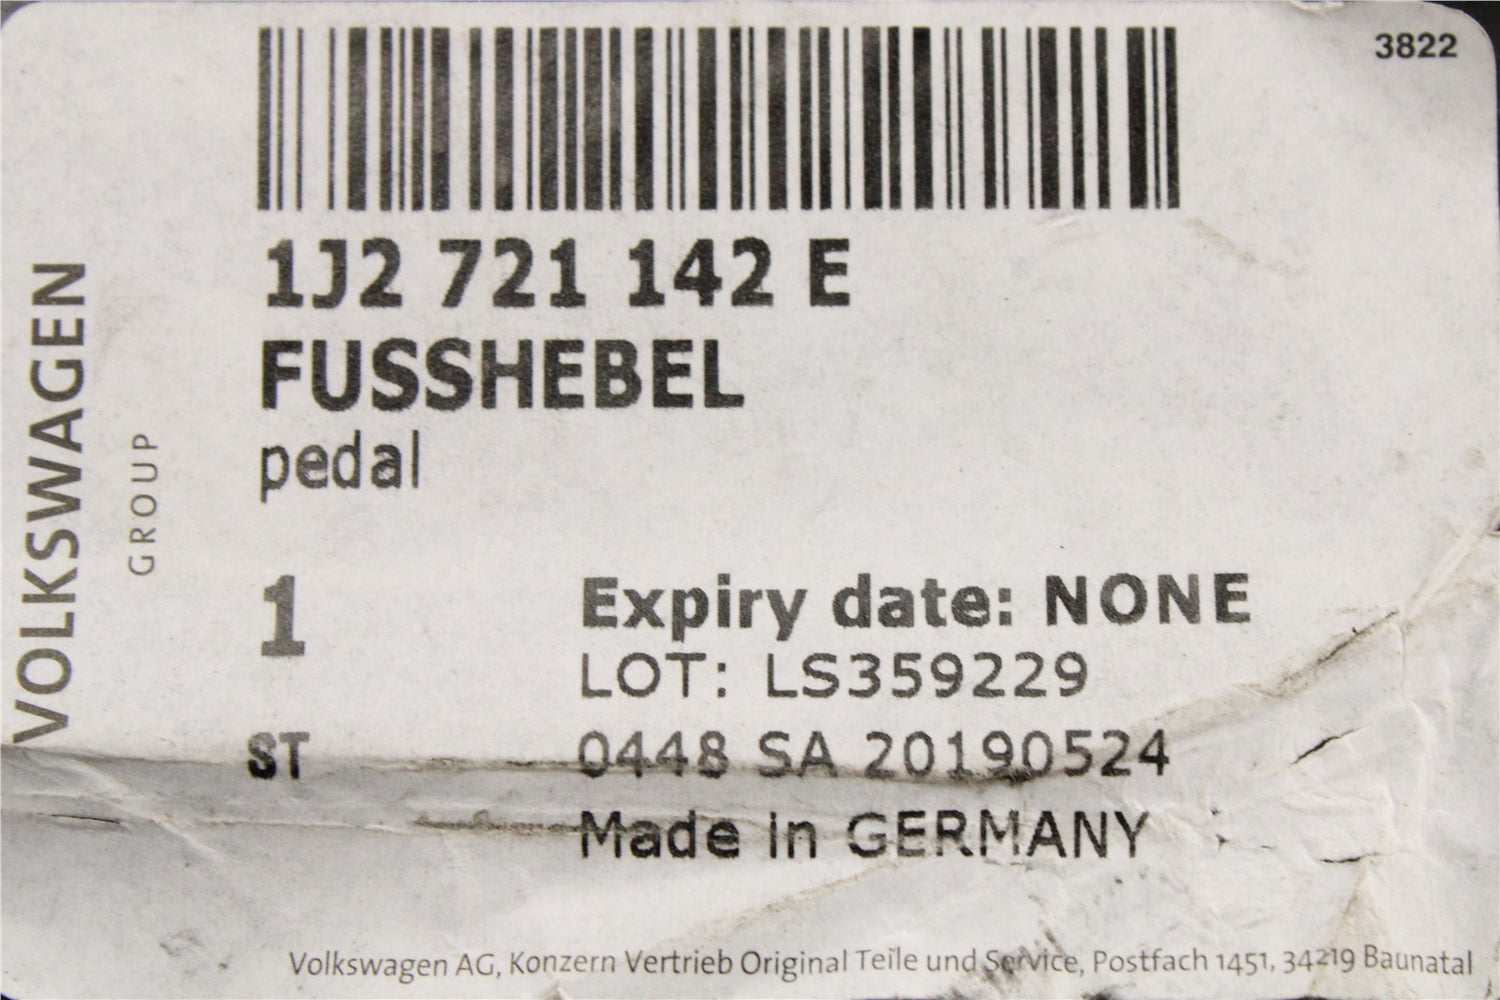 3822
1J2 721 142 E
FUSSHEBEL
pedal
VOLKSWAGEN
GROUP
1
Expiry date: NONE
LOT: LS359229
ST
0448 SA 20190524
Made in GERMANY
Volkswagen AG, Konzern Vertrieb Original Teile und Service, Postfach 1451, 34219 Baunatal